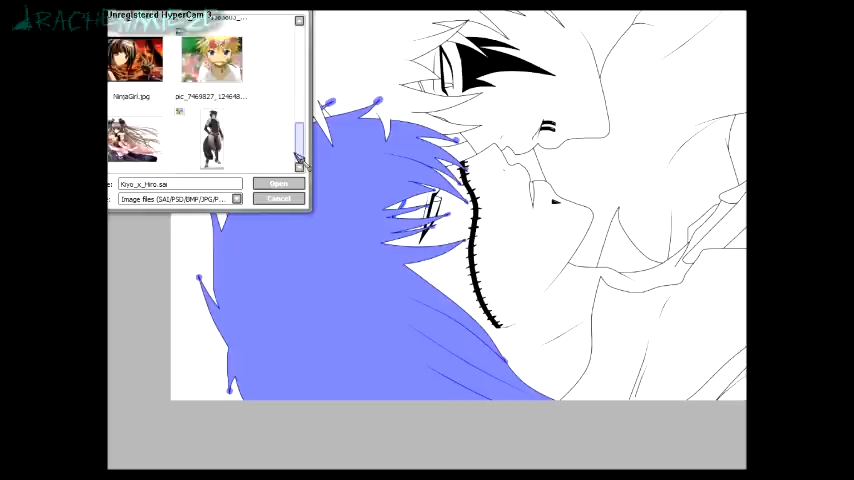 Unregistered HyperCam 3
NinjaGirl.jpg
pic_7469827_124648...
Kiyo_x_Hiro.sai
Open
Image files (SAI/PSD/BMP/JPG/P...
Cancel